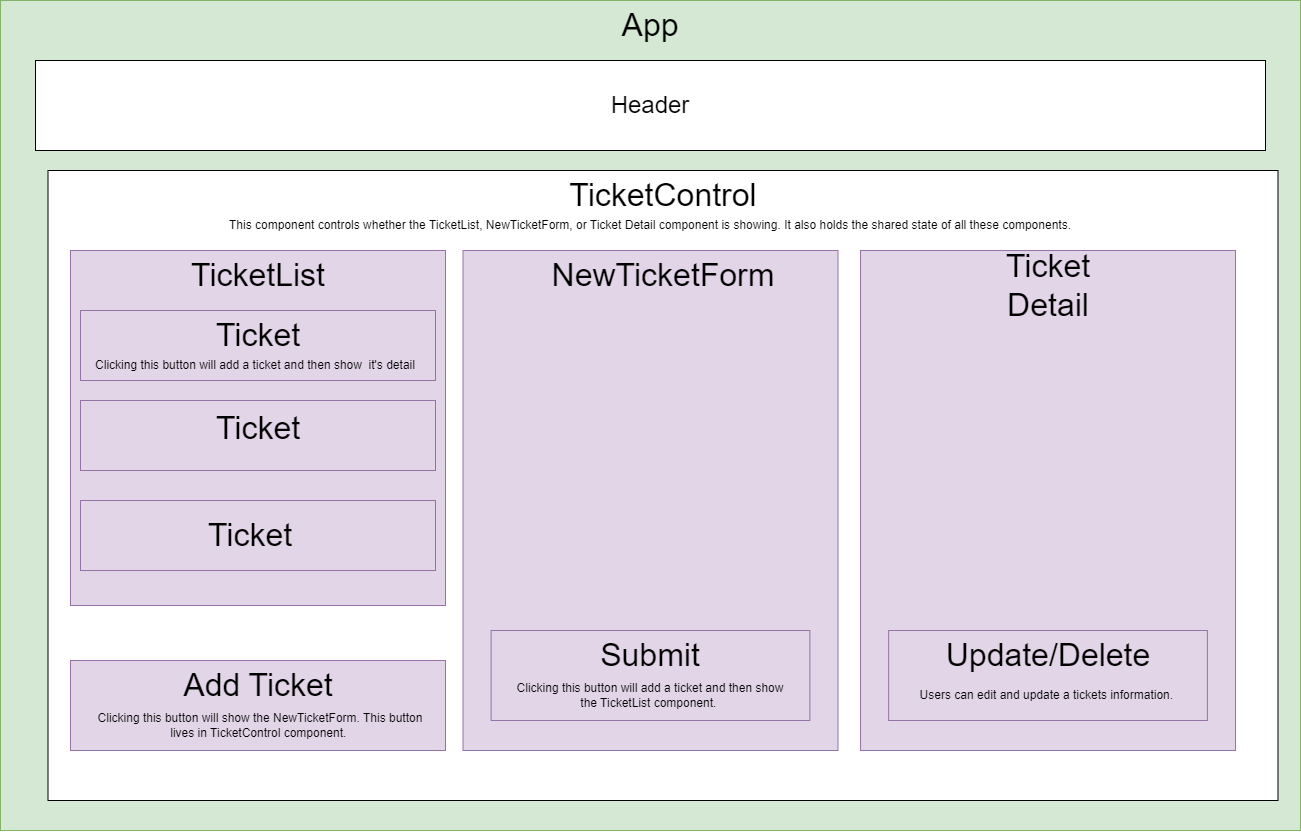 App
Header
TicketControl
This component controls whether the TicketList, NewTicketForm, or Ticket Detail component is showing. It also holds the shared state of all these components.
TicketList
Ticket
Clicking this button will add a ticket and then show  it's detail
Ticket
Ticket
Add Ticket
Clicking this button will show the NewTicketForm. This button
lives in TicketControl component.
NewTicketForm
Submit
Clicking this button will add a ticket and then show
the TicketList component.
Ticket
Detail
Update/Delete
Users can edit and update a tickets information.